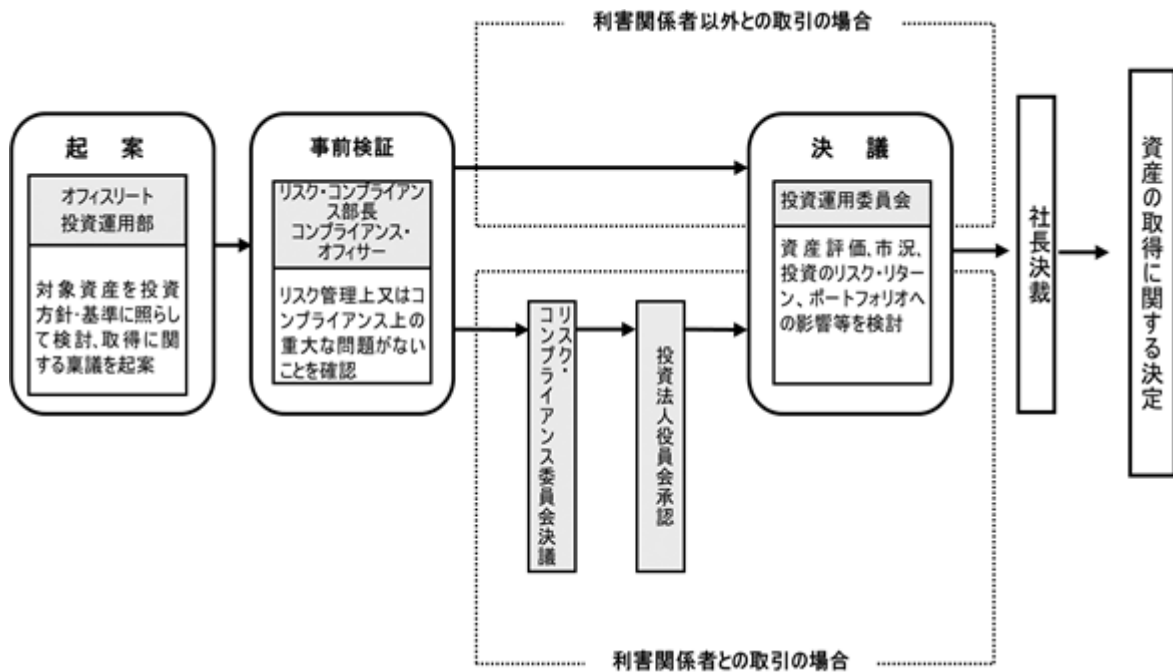 利害関係者以外との取引の場合
起　案
オフィスリート
投資運用部
対象資産を投資
方針・基準に照らし
て検討、取得に関
する稟議を起案
事前検証
リスク・コンプライアン
ス部長
コンプライアンス・
オフィサー
リスク管理上又はコ
ンプライアンス上の
重大な問題がない
ことを確認
リスク・
コンプライアンス委員会決議
投資法人役員会承認
決　議
投資運用委員会
資産評価、市況、
投資のリスク・リター
ン、ポートフォリオへ
の影響等を検討
社長決裁
資産の取得に関する決定
利害関係者との取引の場合